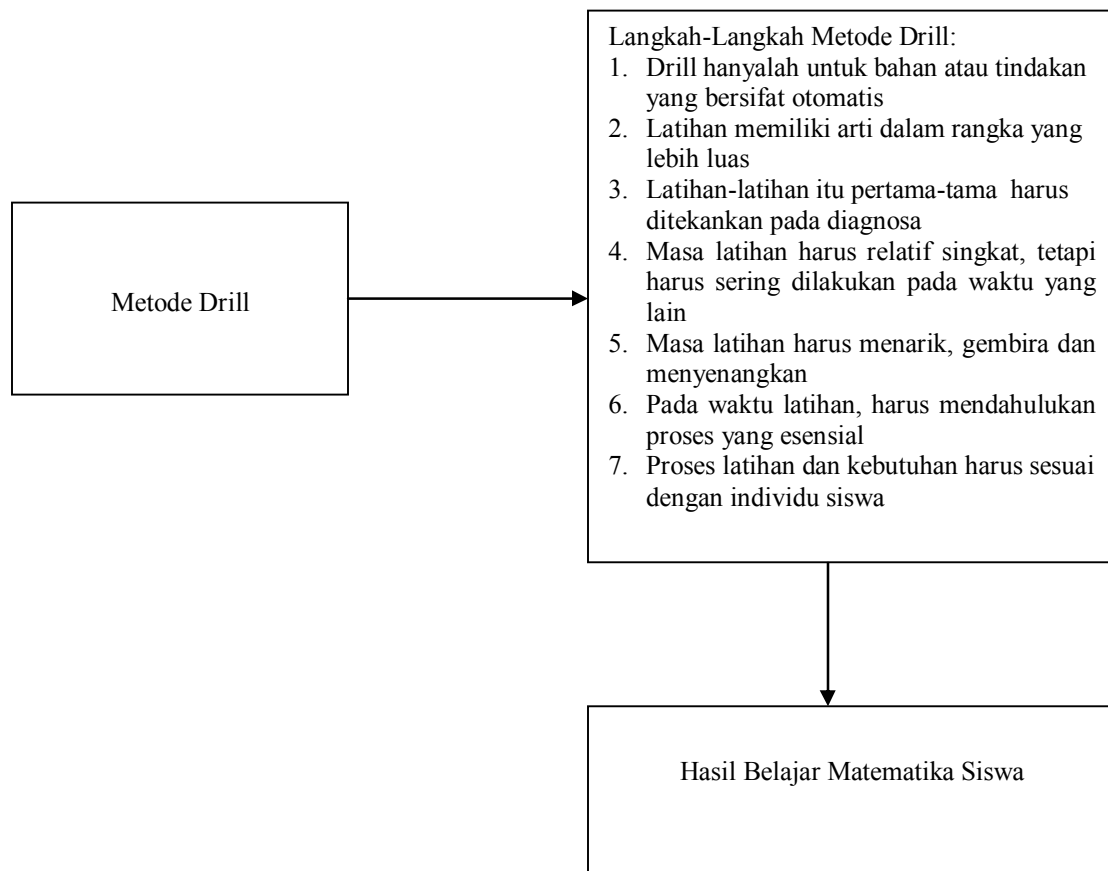 Metode Drill
Langkah-Langkah Metode Drill:
1. Drill hanyalah untuk bahan atau tindakan
yang bersifat otomatis
2. Latihan memiliki arti dalam rangka yang
lebih luas
3. Latihan-latihan itu pertama-tama harus
ditekankan pada diagnosa
4. Masa latihan harus relatif singkat, tetapi
harus sering dilakukan pada waktu yang
lain
5. Masa latihan harus menarik, gembira dan
menyenangkan
6. Pada waktu latihan, harus mendahulukan
proses yang esensial
7. Proses latihan dan kebutuhan harus sesuai
dengan individu siswa
Hasil Belajar Matematika Siswa